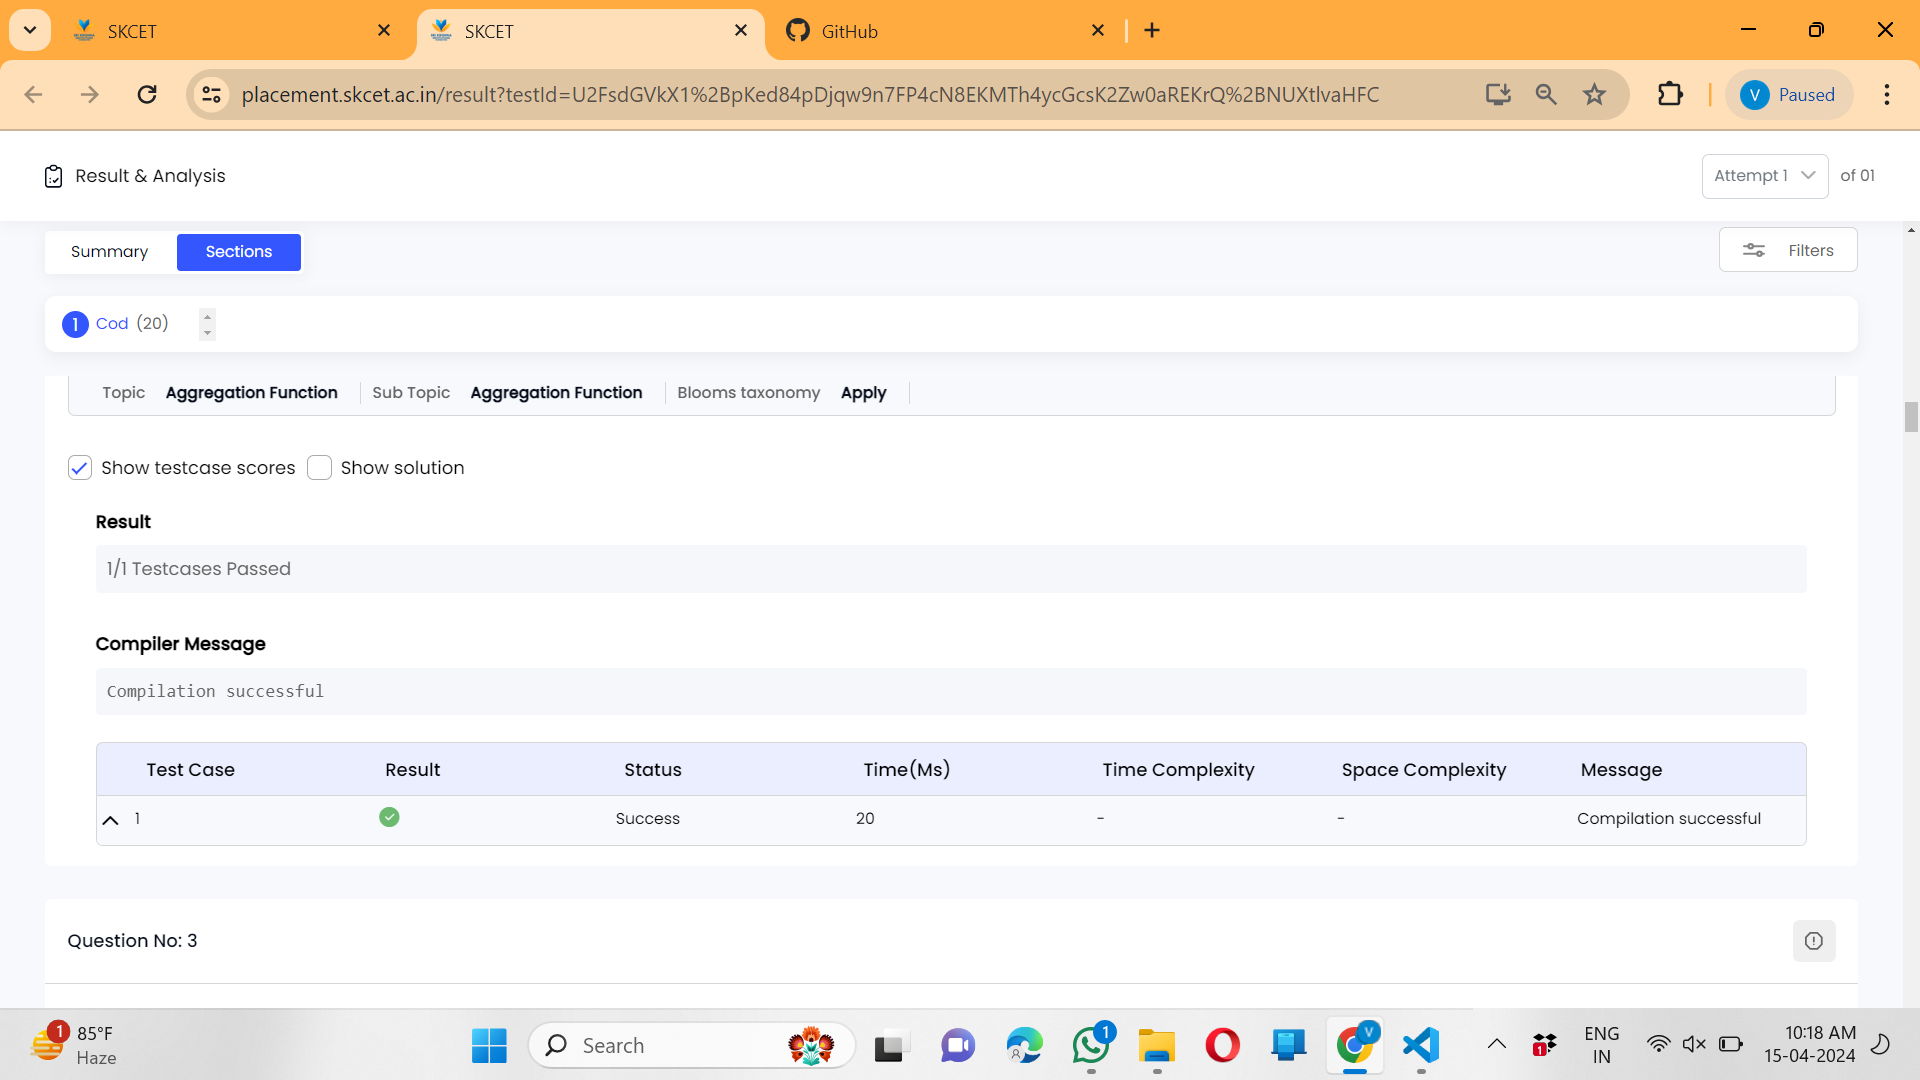 SKCET
SKCET
GitHub
placement.skcet.ac.in/result?testId=U2FsdGVkX1%2BpKed84pDjqw9n7FP4cN8EKMTh4ycGcsK2Zw0aREKrQ%2BNUXtlvaHFC
V Paused
Result & Analysis
Attempt 1 of 01
Summary Sections
Filters
1 Cod (20)
Topic Aggregation Function Sub Topic Aggregation Function Blooms taxonomy Apply
Show testcase scores Show solution
Result
1/1 Testcases Passed
Compiler Message
Compilation successful
Test Case Result Status Time(Ms) Time Complexity Space Complexity Message
1 Success 20 - - Compilation successful
Question No: 3
1 85°F
Haze
Search
1
V
1
ENG
IN
10:18 AM
15-04-2024